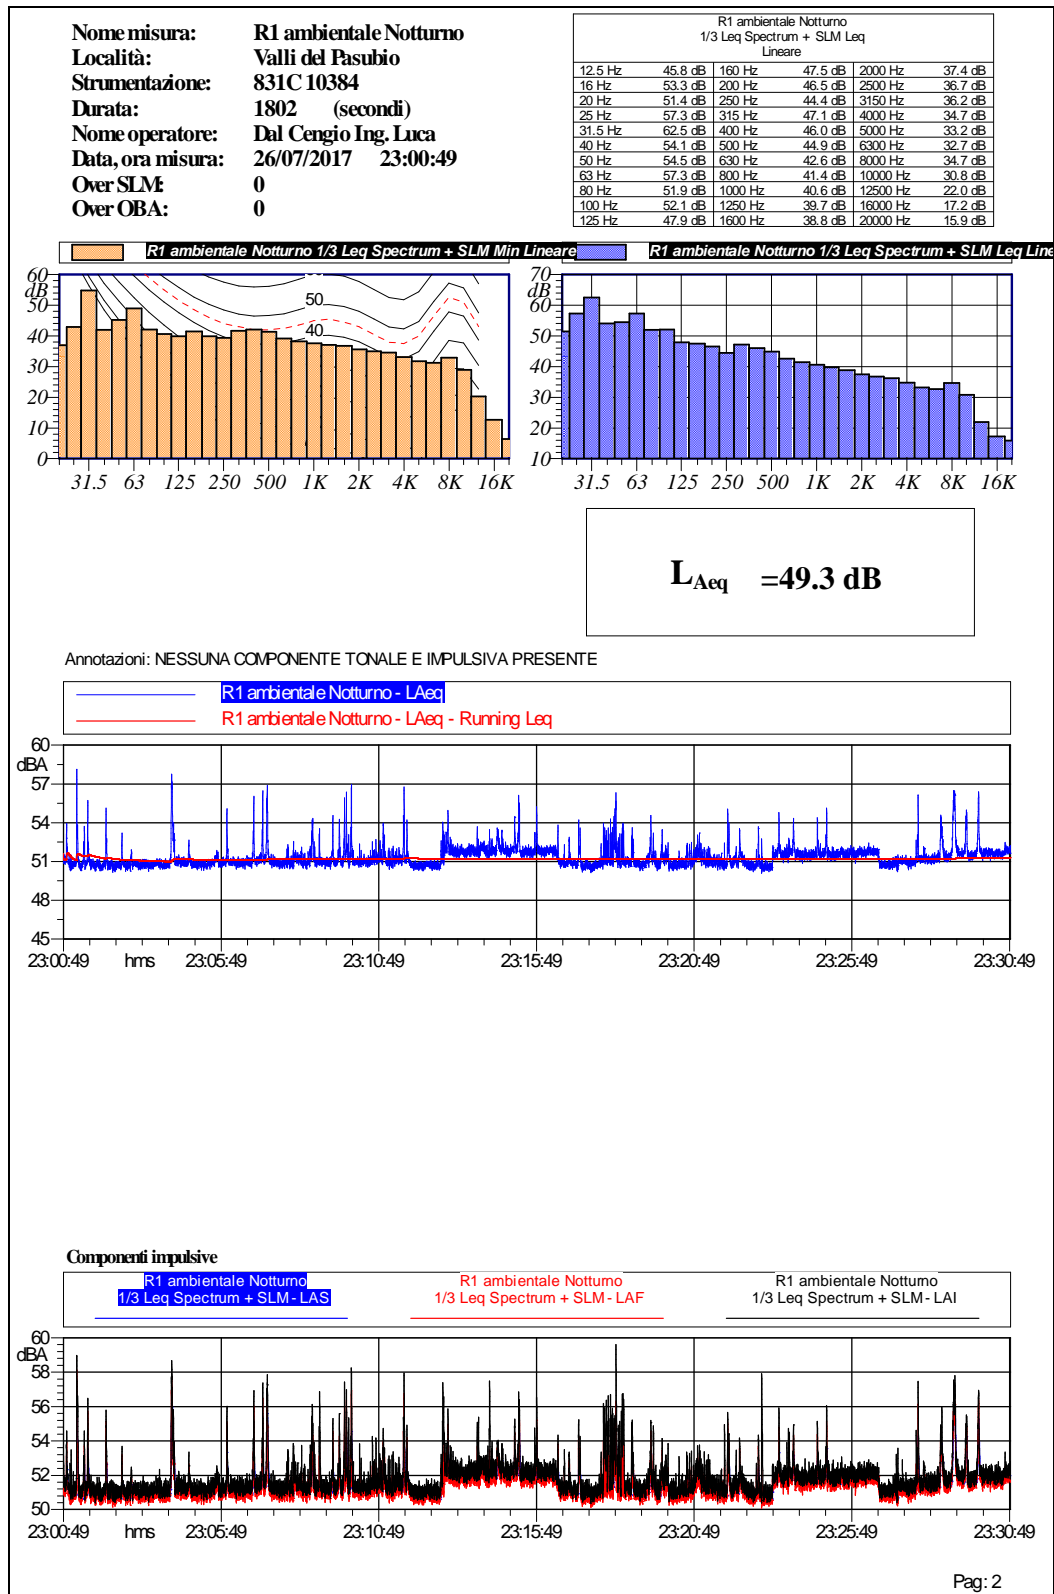 Nome misura: R1 ambientale Notturno
Località: Valli del Pasubio
Strumentazione: 831C 10384
Durata: 1802 (secondi)
Nome operatore: Dal Cengio Ing. Luca
Data, ora misura: 26/07/2017 23:00:49
Over SLM: 0
Over OBA: 0
R1 ambientale Notturno
1/3 Leq Spectrum + SLM Leq
Lineare
12.5 Hz 45.8 dB 160 Hz 47.5 dB 2000 Hz 37.4 dB
16 Hz 53.3 dB 200 Hz 46.5 dB 2500 Hz 36.7 dB
20 Hz 51.4 dB 250 Hz 44.4 dB 3150 Hz 36.2 dB
25 Hz 57.3 dB 315 Hz 47.1 dB 4000 Hz 34.7 dB
31.5 Hz 62.5 dB 400 Hz 46.0 dB 5000 Hz 33.2 dB
40 Hz 54.1 dB 500 Hz 44.9 dB 6300 Hz 32.7 dB
50 Hz 54.5 dB 630 Hz 42.6 dB 8000 Hz 34.7 dB
63 Hz 57.3 dB 800 Hz 41.4 dB 10000 Hz 30.8 dB
80 Hz 51.9 dB 1000 Hz 40.6 dB 12500 Hz 22.0 dB
100 Hz 52.1 dB 1250 Hz 39.7 dB 16000 Hz 17.2 dB
125 Hz 47.9 dB 1600 Hz 38.8 dB 20000 Hz 15.9 dB
R1 ambientale Notturno 1/3 Leq Spectrum + SLM Min Lineare
60
dB
50
40
30
20
10
0
50
40
31.5 63 125 250 500 1K 2K 4K 8K 16K
R1 ambientale Notturno 1/3 Leq Spectrum + SLM Leq Line
70
dB
60
50
40
30
20
10
31.5 63 125 250 500 1K 2K 4K 8K 16K
LAeq =49.3 dB
Annotazioni: NESSUNA COMPONENTE TONALE E IMPULSIVA PRESENTE
R1 ambientale Notturno - LAeq
R1 ambientale Notturno - LAeq - Running Leq
60
dBA
57
54
51
48
45
23:00:49 hms 23:05:49 23:10:49 23:15:49 23:20:49 23:25:49 23:30:49
Componenti impulsive
R1 ambientale Notturno
1/3 Leq Spectrum + SLM - LAS
R1 ambientale Notturno
1/3 Leq Spectrum + SLM - LAF
R1 ambientale Notturno
1/3 Leq Spectrum + SLM - LAI
60
dBA
58
56
54
52
50
23:00:49 hms 23:05:49 23:10:49 23:15:49 23:20:49 23:25:49 23:30:49
Pag: 2